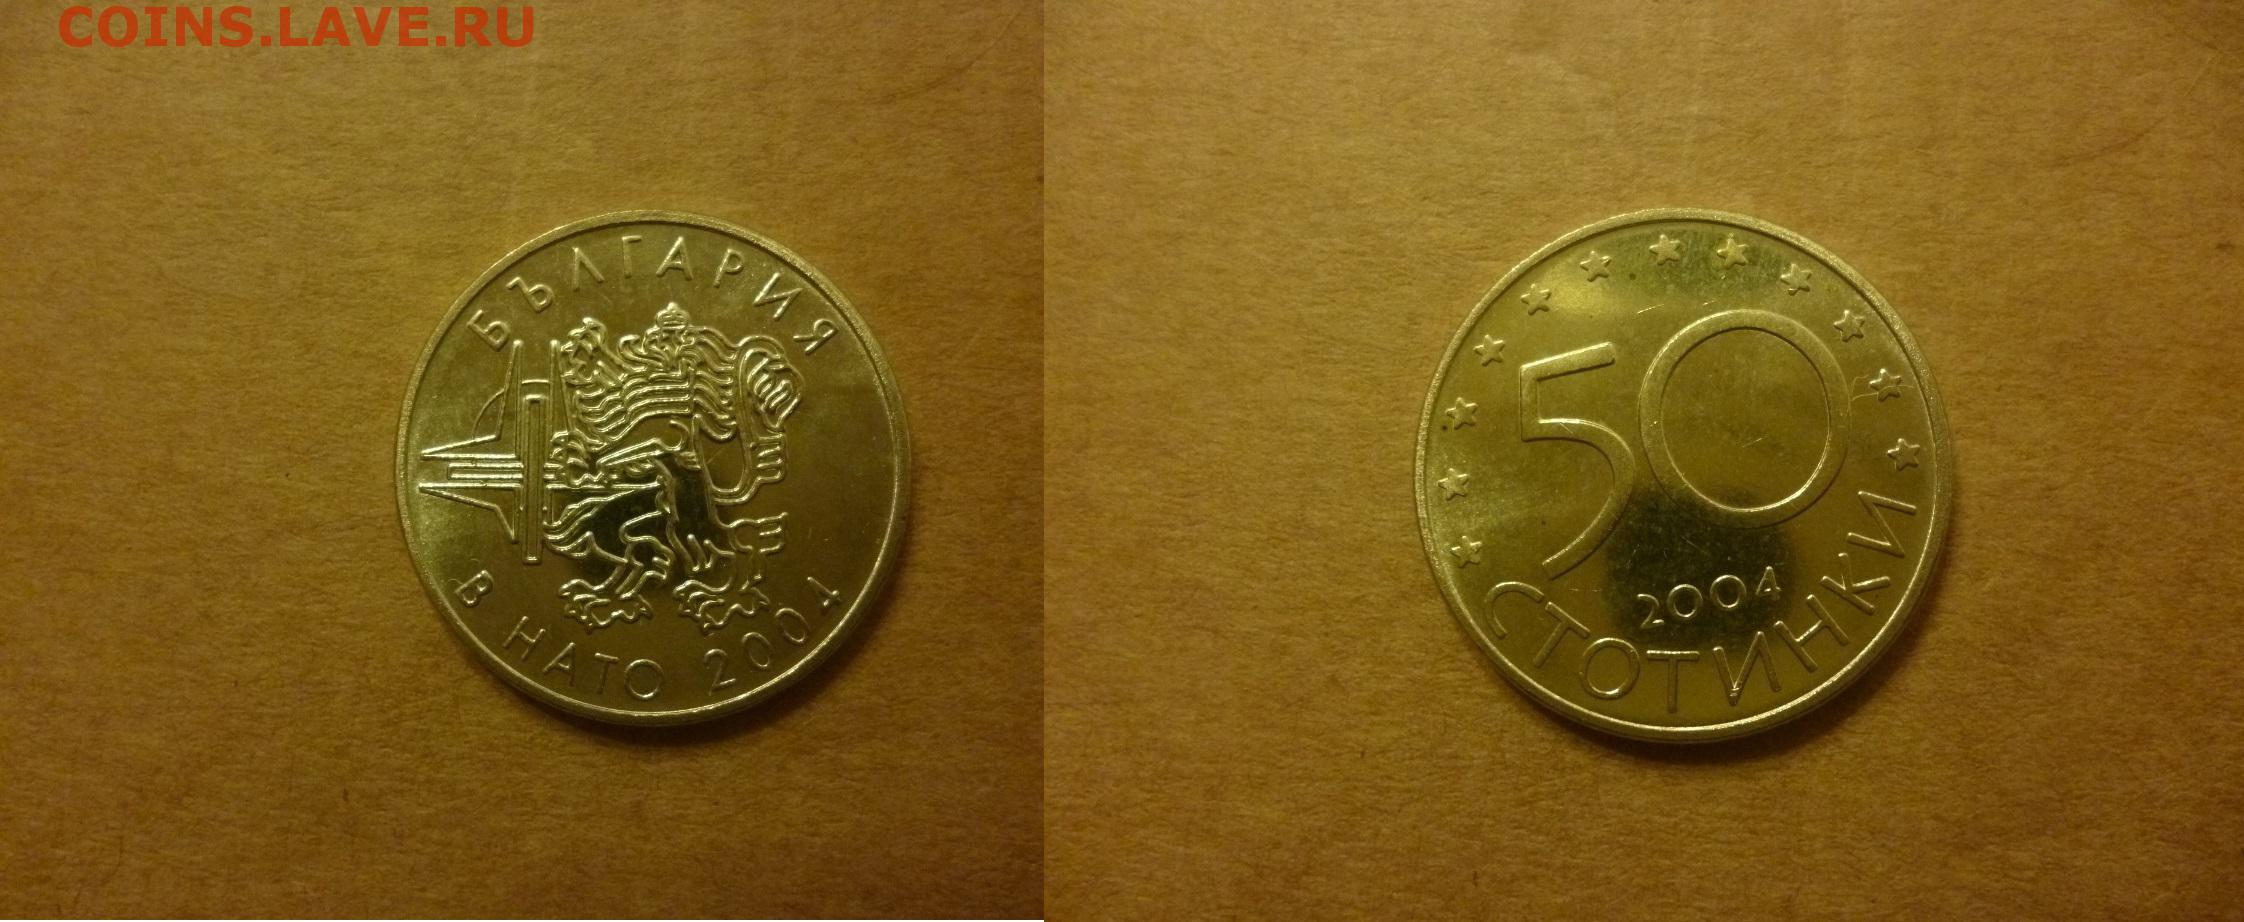 COINS.LAVE.RU
БЪЛГАРИЯ
В НАТО 2004
50
2004
СТОТИНКИ